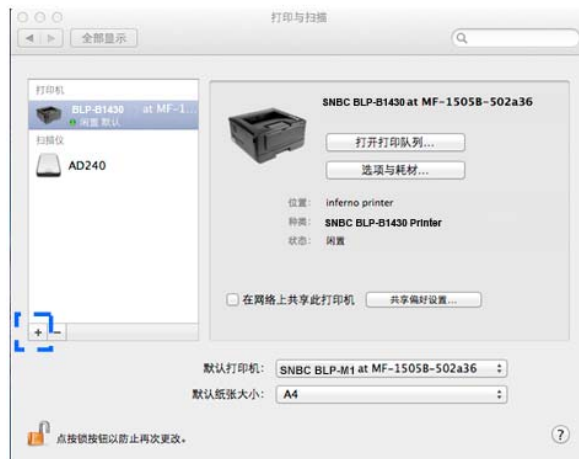 打印与扫描
全部显示
打印机
BLP-B1430 at MF-1...
闲置 默认
扫描仪
AD240
SNBC BLP-B1430 at MF-1505B-502a36
打开打印队列...
选项与耗材...
位置: inferno printer
种类: SNBC BLP-B1430 Printer
状态: 闲置
在网络上共享此打印机 共享偏好设置...
+ −
默认打印机: SNBC BLP-M1 at MF-1505B-502a36
默认纸张大小: A4
点按锁按钮以防止再次更改。
?